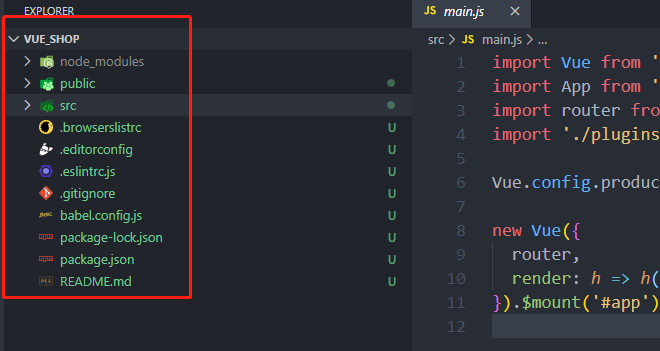 EXPLORER
VUE_SHOP
node_modules
public
src
.browserslistrc U
.editorconfig U
.eslintrc.js U
.gitignore U
babel.config.js U
package-lock.json U
package.json U
README.md U
JS main.js ×
src > JS main.js > ...
1 import Vue from '
2 import App from '
3 import router fro
4 import './plugins
5
6 Vue.config.produc
7
8 new Vue({
9 router,
10 render: h => h(
11 }).$mount('#app')
12